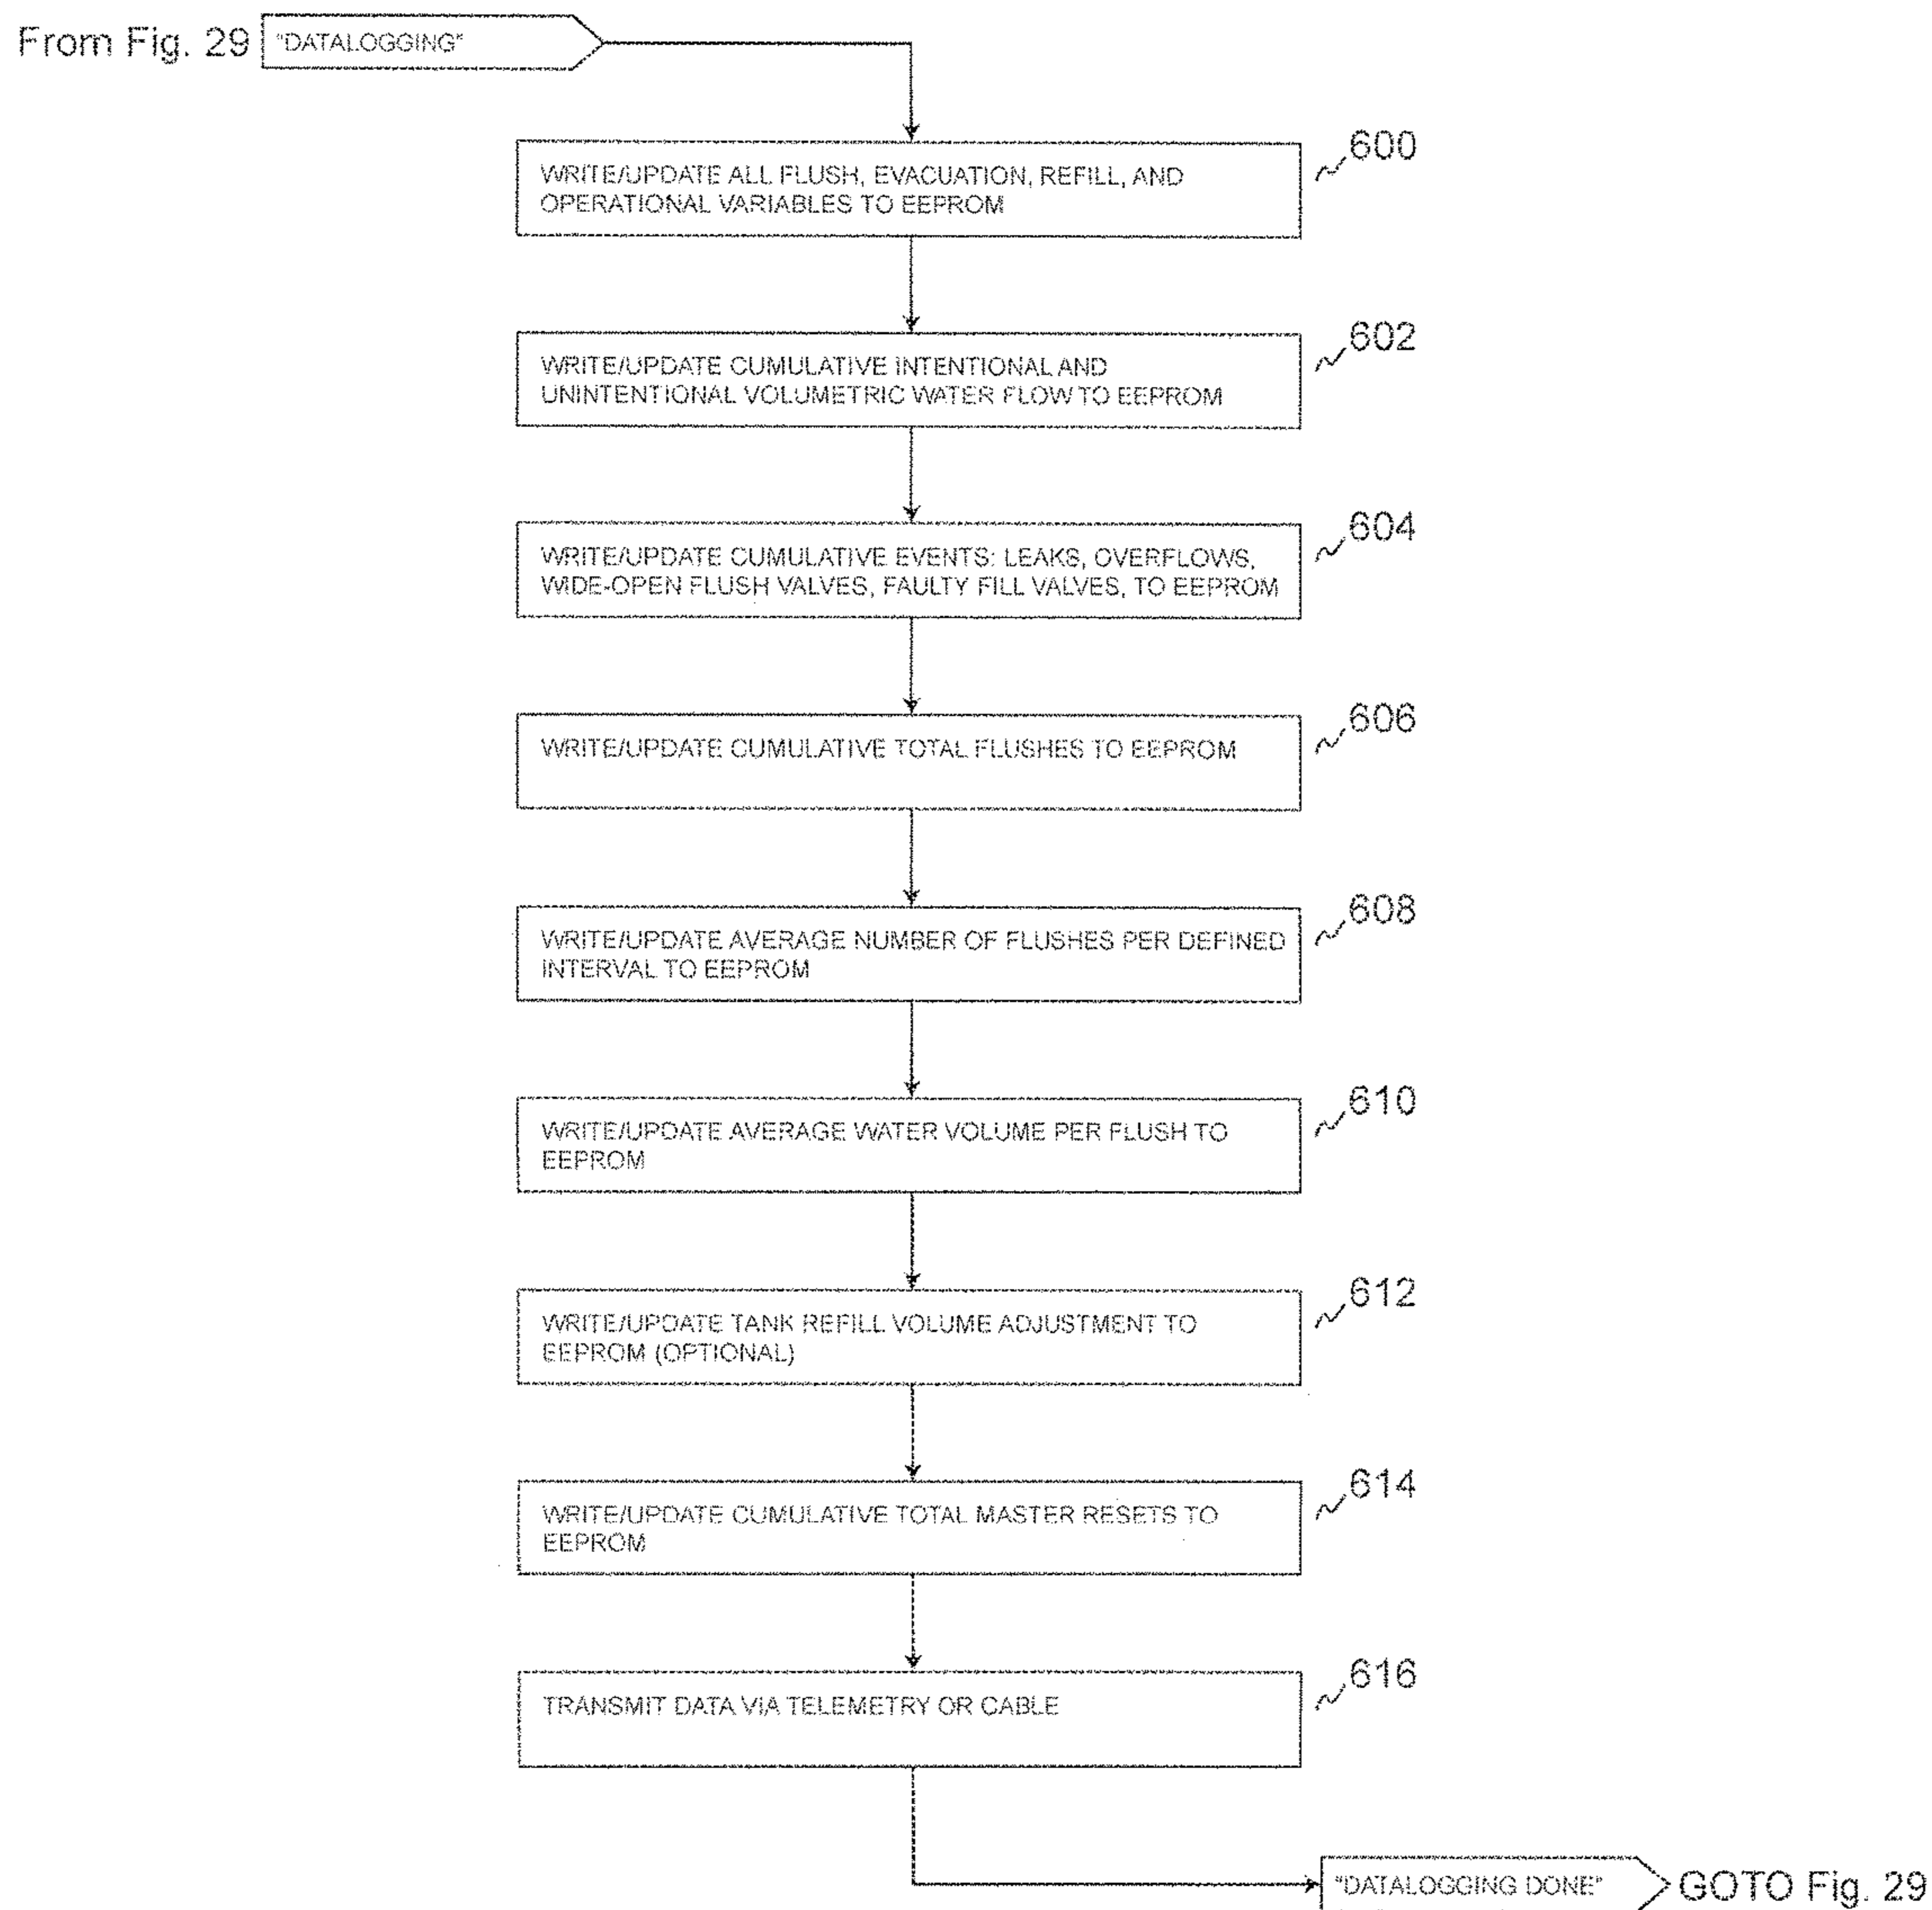 From Fig. 29
"DATALOGGING"
600
WRITE/UPDATE ALL FLUSH, EVACUATION, REFILL, AND
OPERATIONAL VARIABLES TO EEPROM
602
WRITE/UPDATE CUMULATIVE INTENTIONAL AND
UNINTENTIONAL VOLUMETRIC WATER FLOW TO EEPROM
604
WRITE/UPDATE CUMULATIVE EVENTS: LEAKS, OVERFLOWS,
WIDE-OPEN FLUSH VALVES, FAULTY FILL VALVES, TO EEPROM
606
WRITE/UPDATE CUMULATIVE TOTAL FLUSHES TO EEPROM
608
WRITE/UPDATE AVERAGE NUMBER OF FLUSHES PER DEFINED
INTERVAL TO EEPROM
610
WRITE/UPDATE AVERAGE WATER VOLUME PER FLUSH TO
EEPROM
612
WRITE/UPDATE TANK REFILL VOLUME ADJUSTMENT TO
EEPROM (OPTIONAL)
614
WRITE/UPDATE CUMULATIVE TOTAL MASTER RESETS TO
EEPROM
616
TRANSMIT DATA VIA TELEMETRY OR CABLE
"DATALOGGING DONE"
GOTO Fig. 29